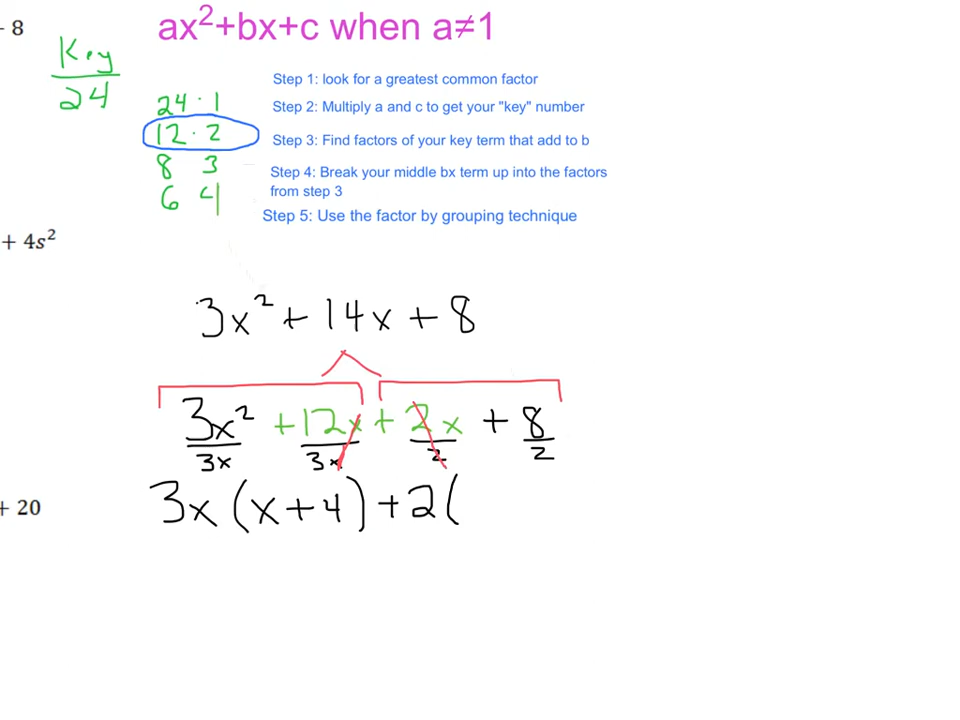 - 8
ax²+bx+c when a≠1
Key
24
24 · 1
12 · 2
8 3
6 4
Step 1: look for a greatest common factor
Step 2: Multiply a and c to get your "key" number
Step 3: Find factors of your key term that add to b
Step 4: Break your middle bx term up into the factors
from step 3
Step 5: Use the factor by grouping technique
+ 4s²
3x² + 14x + 8
3x² +12x + 2x + 8
3x 3x 2 2
+ 20
3x (x+4) +2(